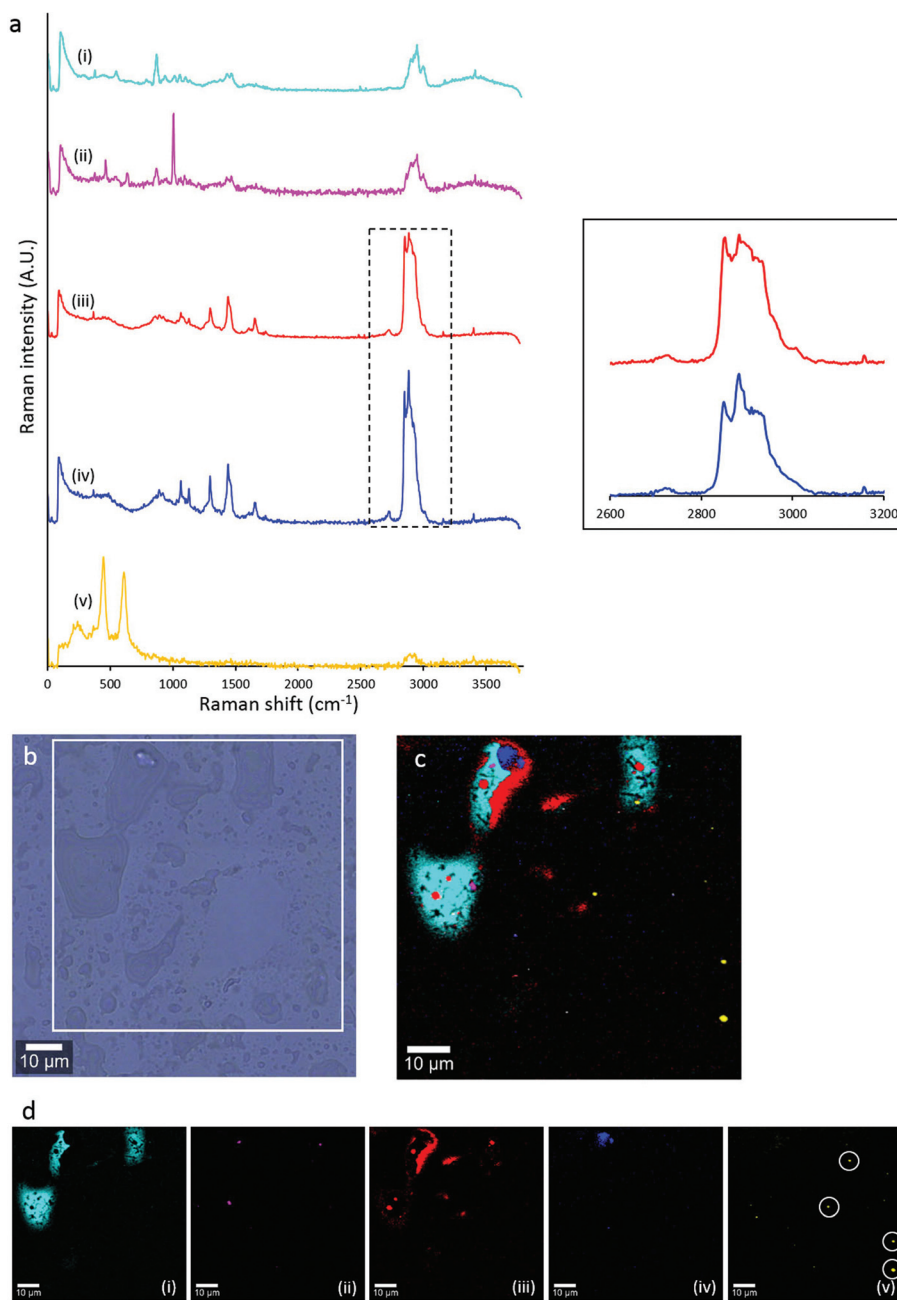 a
(i)
(ii)
(iii)
(iv)
(v)
Raman intensity (A.U.)
0 500 1000 1500 2000 2500 3000 3500
Raman shift (cm⁻¹)
2600 2800 3000 3200
b
10 µm
c
10 µm
d
10 µm (i)
10 µm (ii)
10 µm (iii)
10 µm (iv)
10 µm (v)